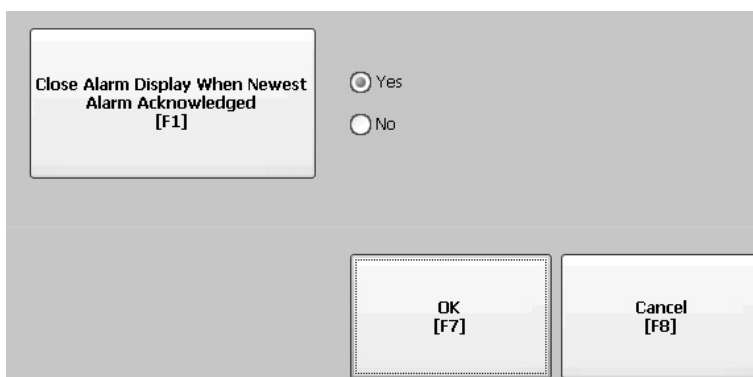 Close Alarm Display When Newest
Alarm Acknowledged
[F1]
Yes
No
OK
[F7]
Cancel
[F8]